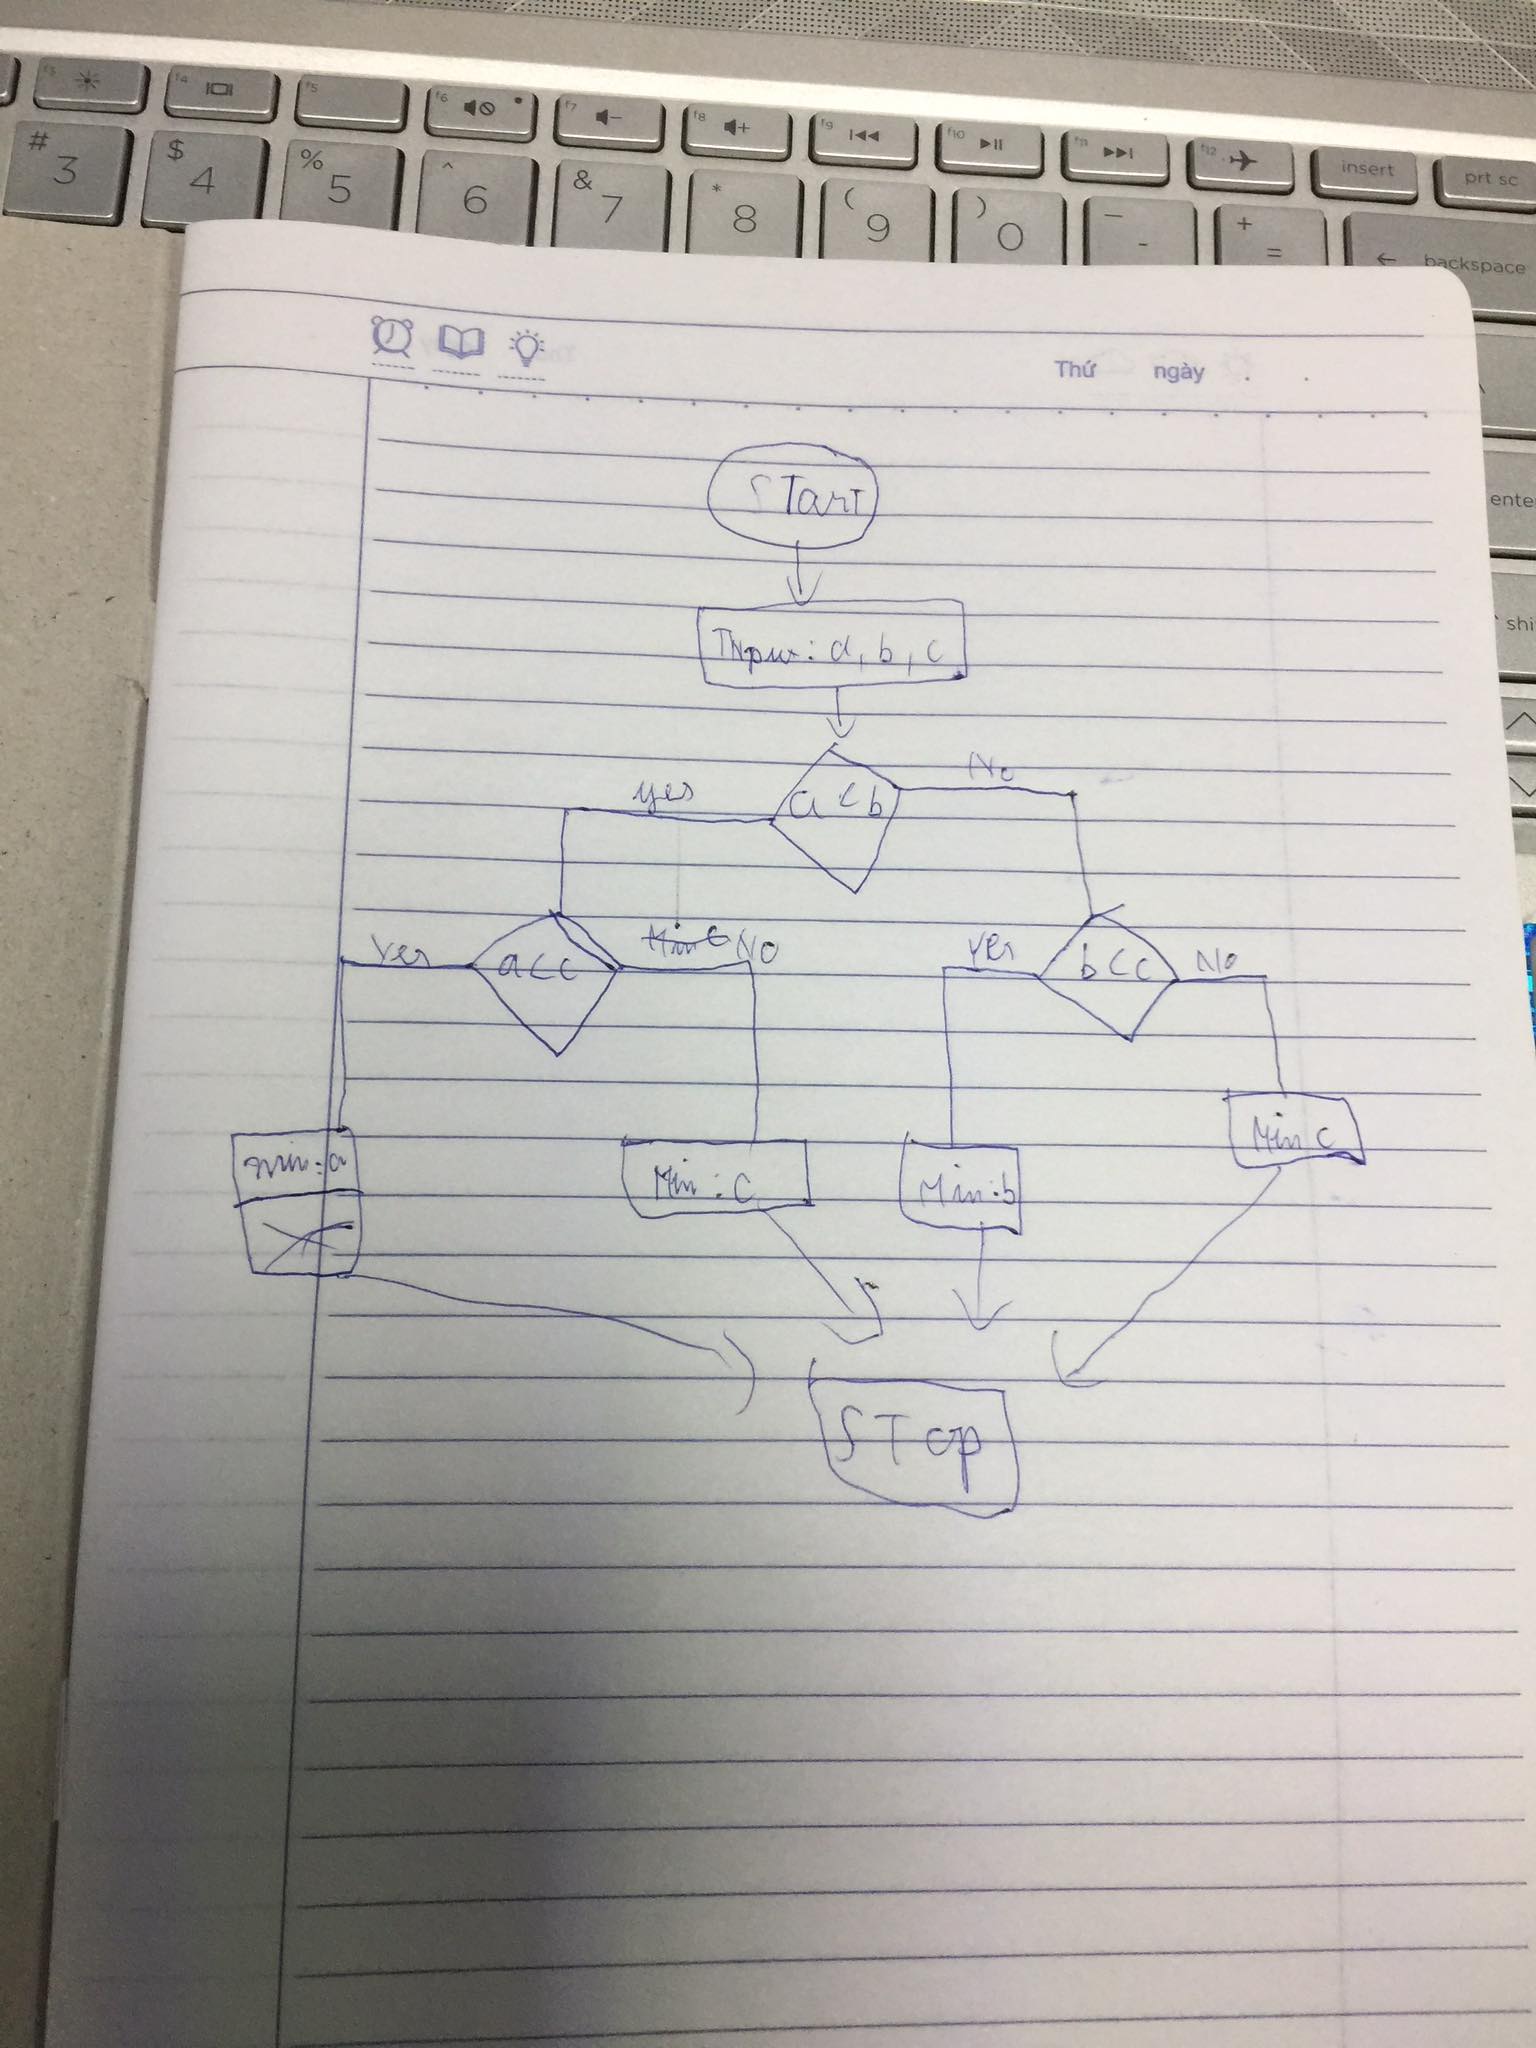 f3 f4 f5 f6 f7 f8 f9 f10 f11 f12 insert prt sc
# 3 $ 4 % 5 ^ 6 & 7 * 8 ( 9 ) 0 _ - + = ← backspace
ente
shi
Thứ ngày . .
START
INput: a, b, c
a < b
yes
No
a<c
Yes
NO
b<c
yes
No
min: a
Min: C
Min: b
Min C
STop